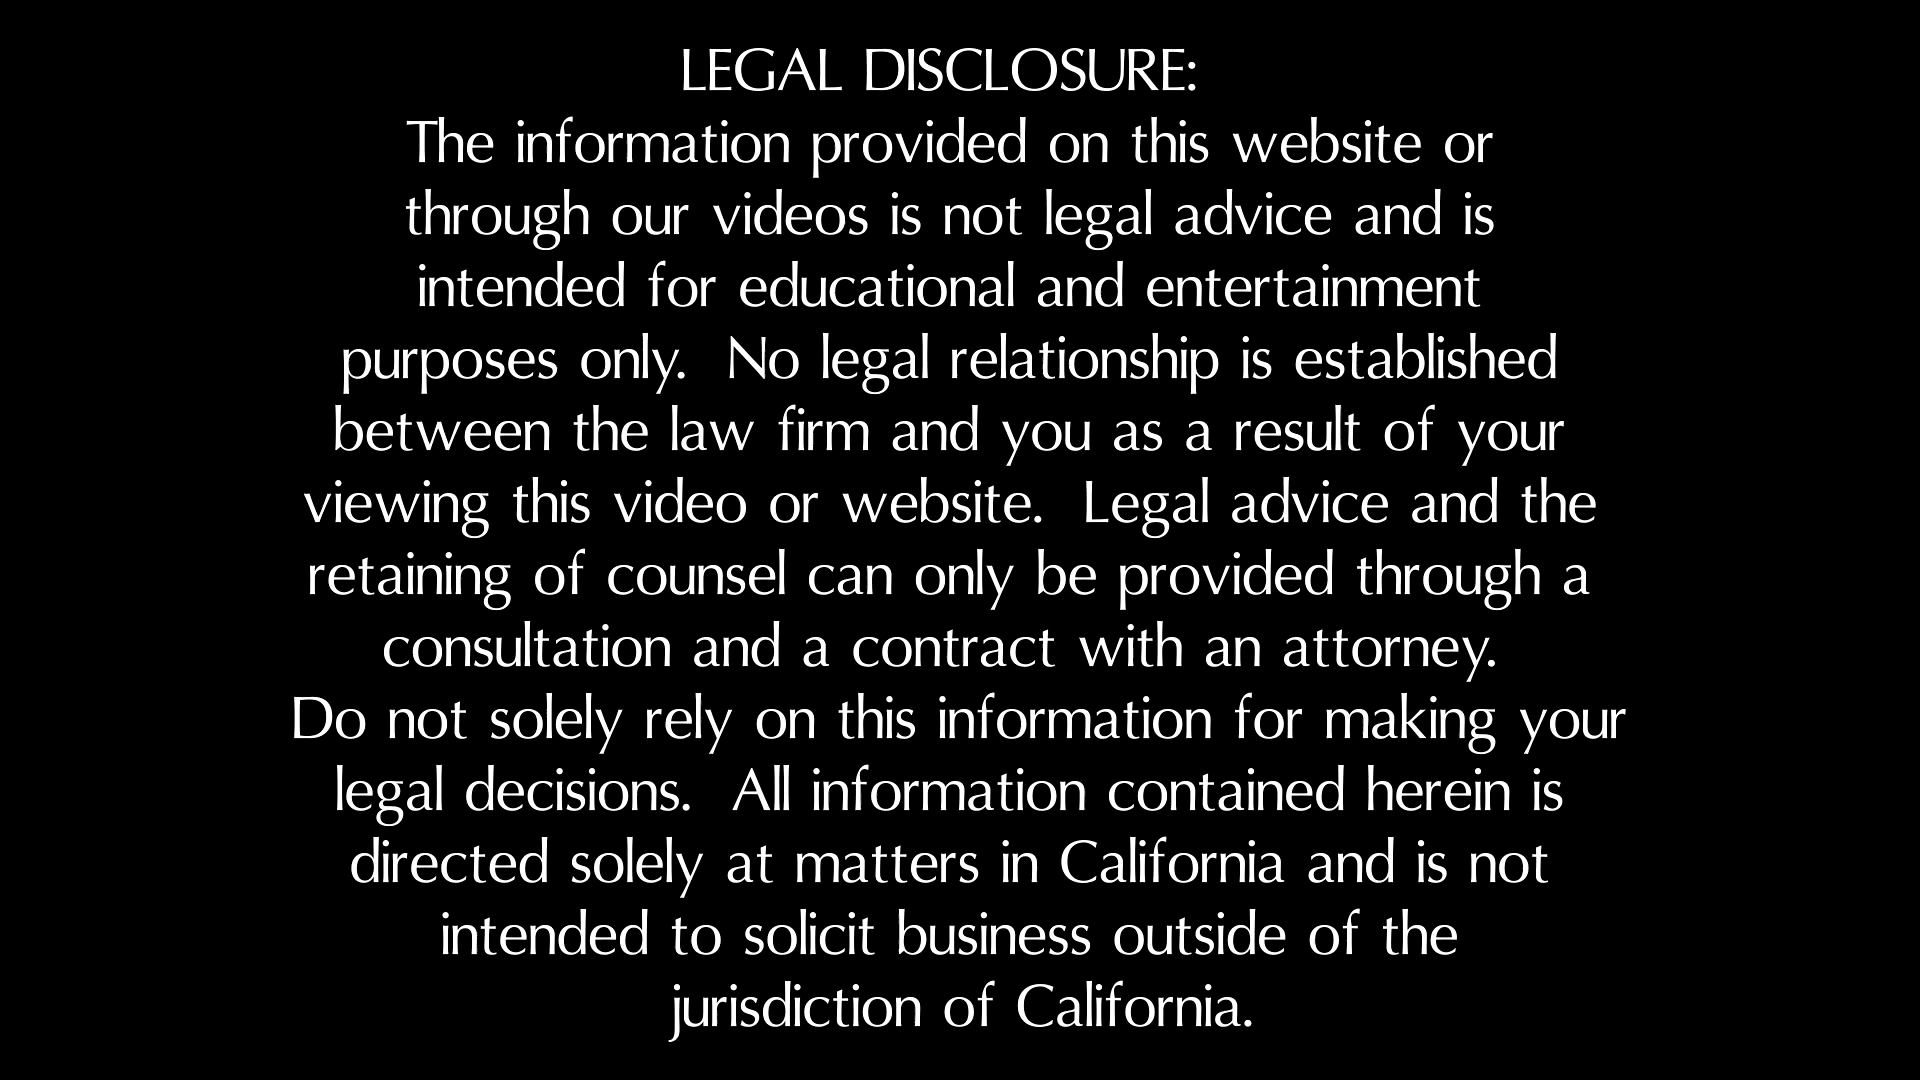 LEGAL DISCLOSURE:
The information provided on this website or
through our videos is not legal advice and is
intended for educational and entertainment
purposes only.  No legal relationship is established
between the law firm and you as a result of your
viewing this video or website.  Legal advice and the
retaining of counsel can only be provided through a
consultation and a contract with an attorney.
Do not solely rely on this information for making your
legal decisions.  All information contained herein is
directed solely at matters in California and is not
intended to solicit business outside of the
jurisdiction of California.